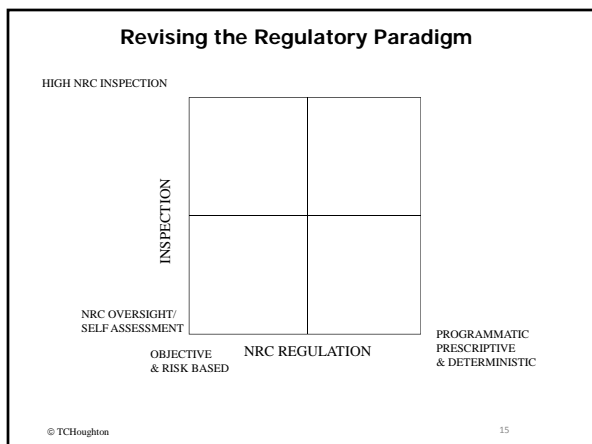 Revising the Regulatory Paradigm
HIGH NRC INSPECTION
INSPECTION
NRC OVERSIGHT/
SELF ASSESSMENT
OBJECTIVE
& RISK BASED
NRC REGULATION
PROGRAMMATIC
PRESCRIPTIVE
& DETERMINISTIC
© TCHoughton
15